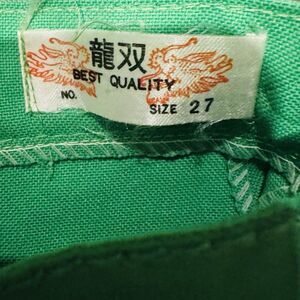 龍双
BEST QUALITY
NO. SIZE 27